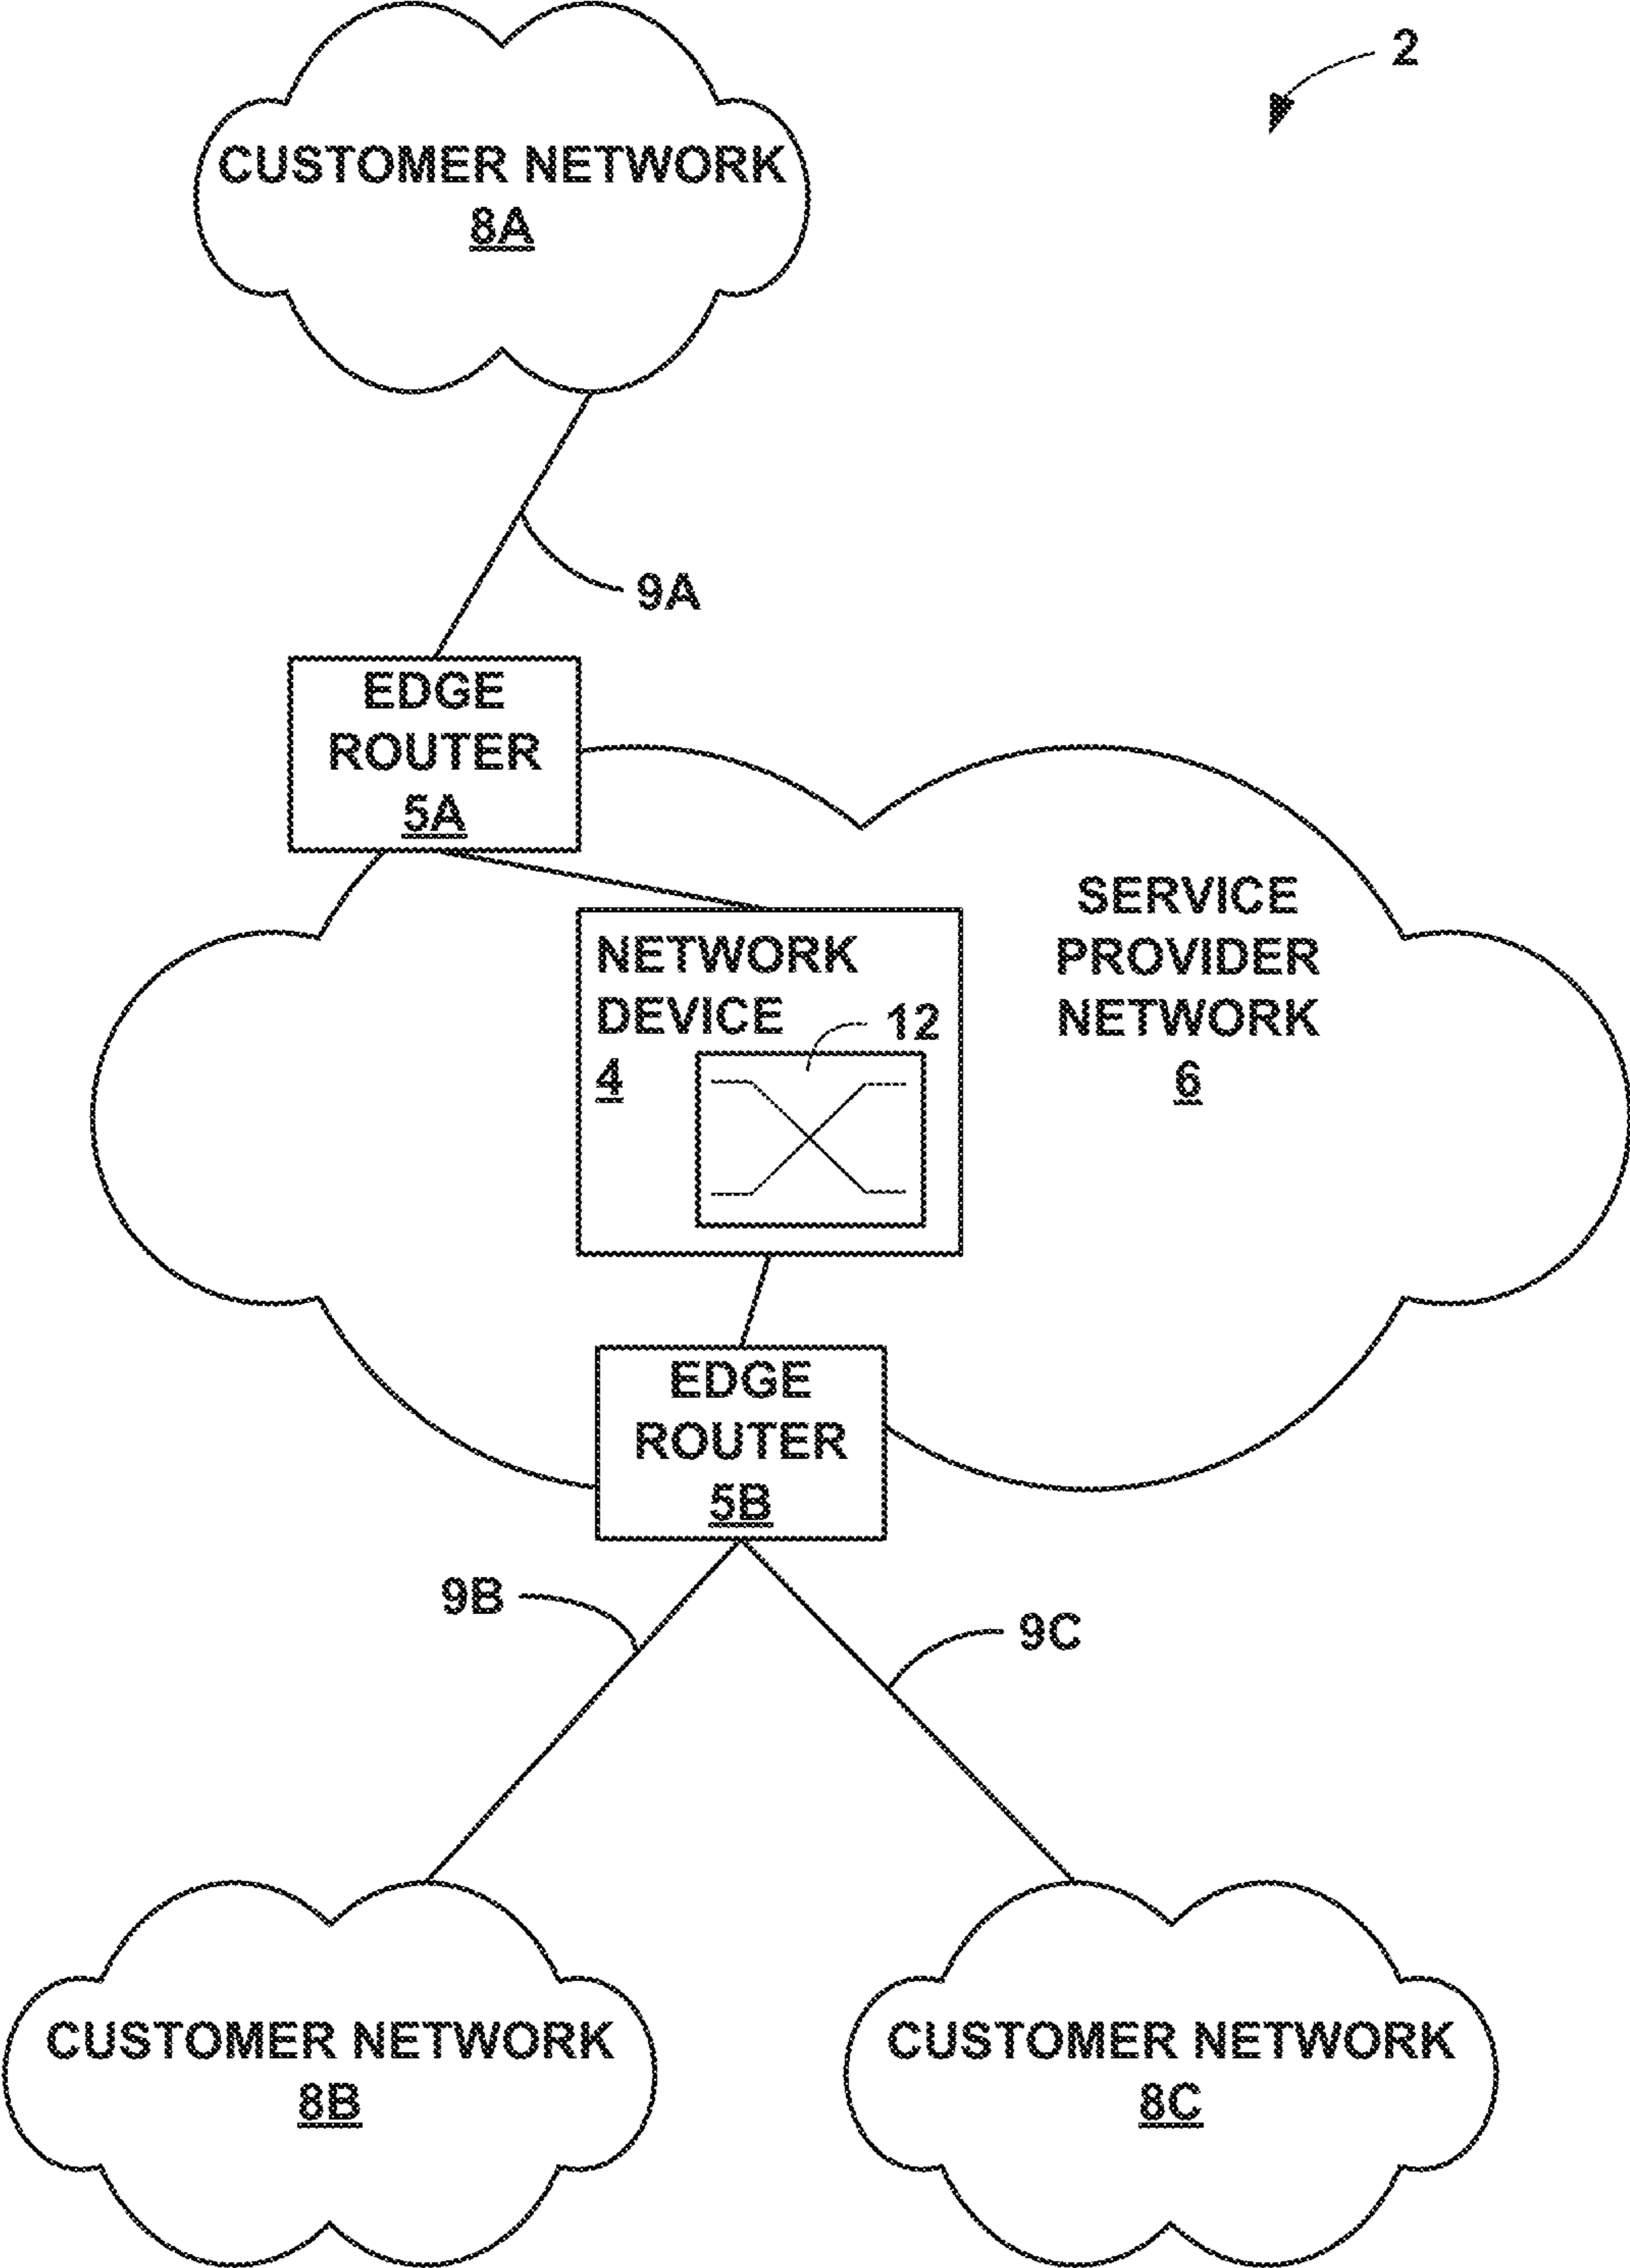 2
CUSTOMER NETWORK
8A
9A
EDGE
ROUTER
5A
SERVICE
PROVIDER
NETWORK
6
NETWORK
DEVICE
4
12
EDGE
ROUTER
5B
9B
9C
CUSTOMER NETWORK
8B
CUSTOMER NETWORK
8C